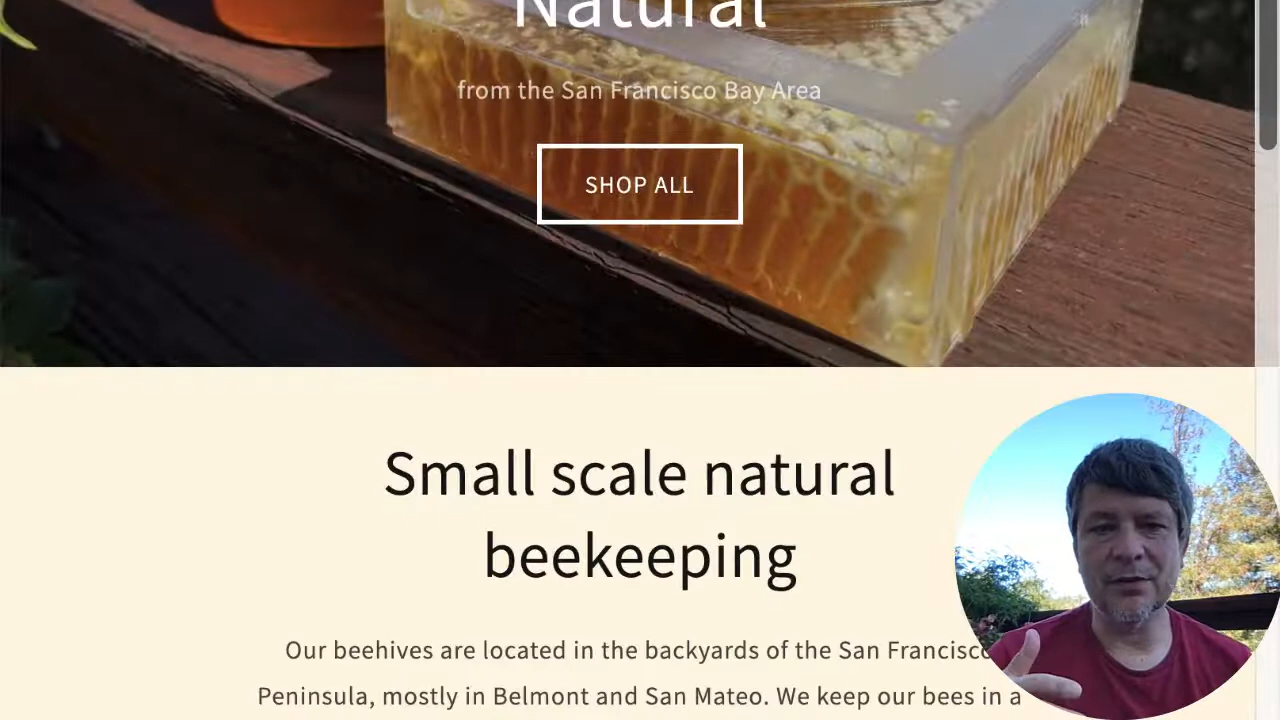 Natural
from the San Francisco Bay Area
SHOP ALL
Small scale natural
beekeeping
Our beehives are located in the backyards of the San Francisco
Peninsula, mostly in Belmont and San Mateo. We keep our bees in a